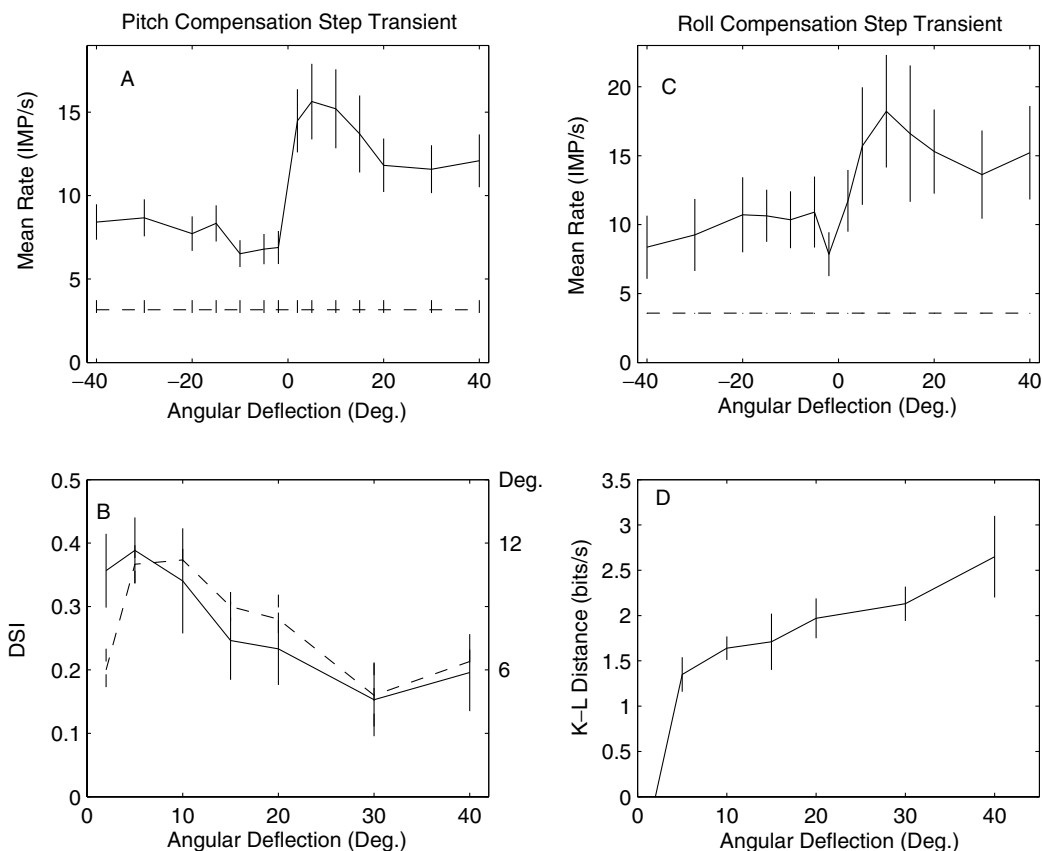 Pitch Compensation Step Transient
A
Mean Rate (IMP/s)
15
10
5
0
−40 −20 0 20 40
Angular Deflection (Deg.)
Roll Compensation Step Transient
C
Mean Rate (IMP/s)
20
15
10
5
0
−40 −20 0 20 40
Angular Deflection (Deg.)
B
DSI
0.5
0.4
0.3
0.2
0.1
0
Deg.
12
6
0 10 20 30 40
Angular Deflection (Deg.)
D
K–L Distance (bits/s)
3.5
3
2.5
2
1.5
1
0.5
0
0 10 20 30 40
Angular Deflection (Deg.)